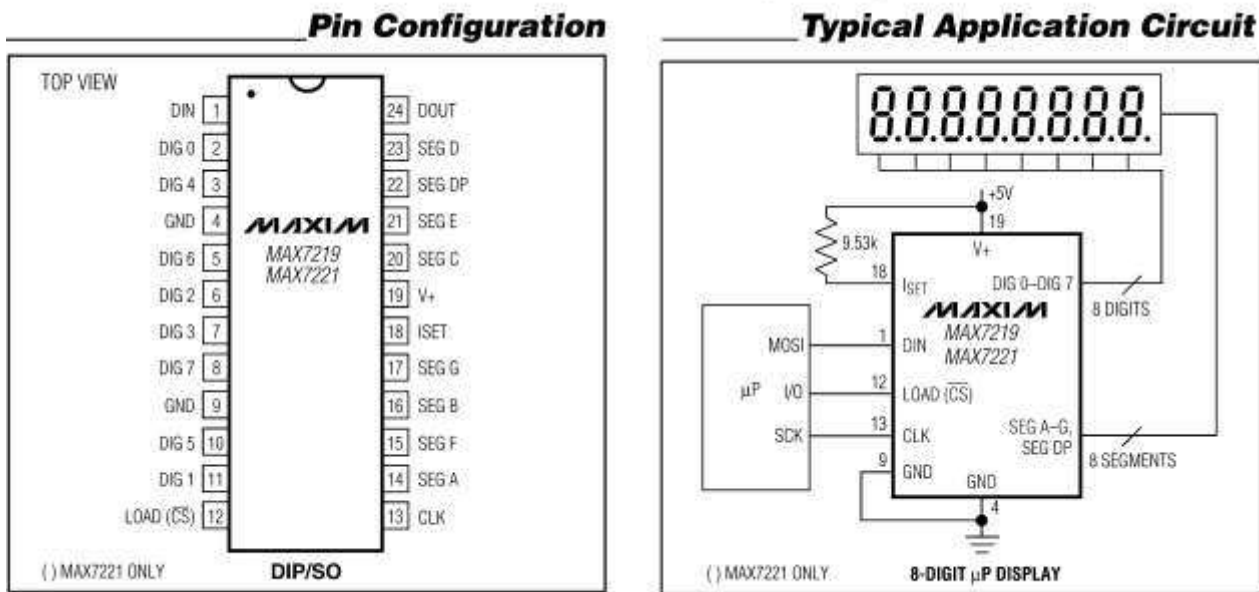 Pin Configuration
TOP VIEW
DIN 1
DIG 0 2
DIG 4 3
GND 4
DIG 6 5
DIG 2 6
DIG 3 7
DIG 7 8
GND 9
DIG 5 10
DIG 1 11
LOAD (C̅S̅) 12
MAXIM
MAX7219
MAX7221
24 DOUT
23 SEG D
22 SEG DP
21 SEG E
20 SEG C
19 V+
18 ISET
17 SEG G
16 SEG B
15 SEG F
14 SEG A
13 CLK
( ) MAX7221 ONLY
DIP/SO
Typical Application Circuit
8.8.8.8.8.8.8.8.
+5V
19
9.53k
V+
18
ISET
DIG 0–DIG 7
8 DIGITS
MAXIM
MAX7219
MAX7221
MOSI
1
DIN
µP
I/O
12
LOAD (C̅S̅)
SCK
13
CLK
SEG A–G,
SEG DP
8 SEGMENTS
9
GND
GND
4
( ) MAX7221 ONLY
8-DIGIT µP DISPLAY